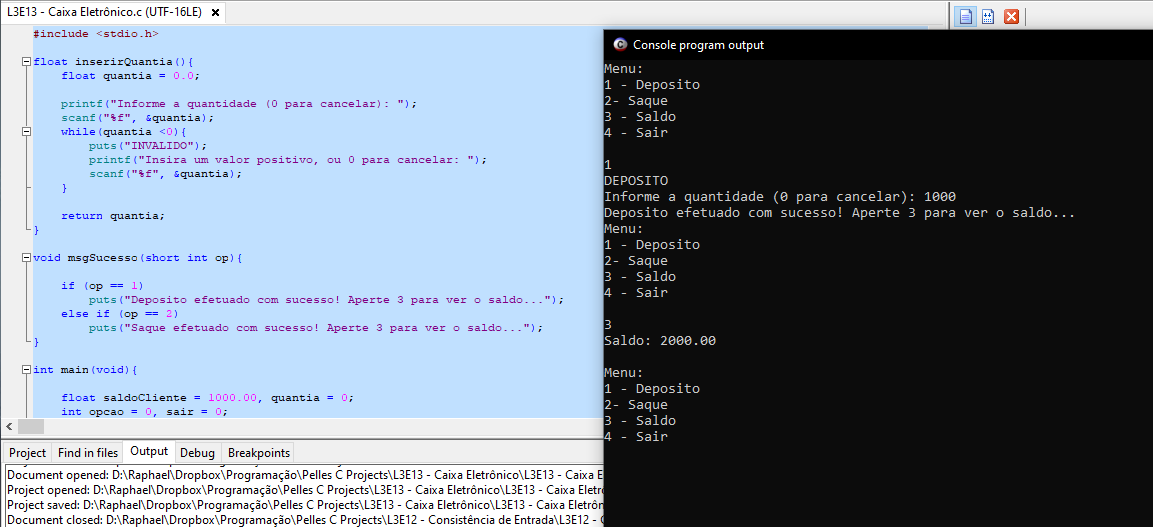 L3E13 - Caixa Eletrônico.c (UTF-16LE)
#include <stdio.h>
float inserirQuantia(){
float quantia = 0.0;
printf("Informe a quantidade (0 para cancelar): ");
scanf("%f", &quantia);
while(quantia <0){
puts("INVALIDO");
printf("Insira um valor positivo, ou 0 para cancelar: ");
scanf("%f", &quantia);
}
return quantia;
}
void msgSucesso(short int op){
if (op == 1)
puts("Deposito efetuado com sucesso! Aperte 3 para ver o saldo...");
else if (op == 2)
puts("Saque efetuado com sucesso! Aperte 3 para ver o saldo...");
}
int main(void){
float saldoCliente = 1000.00, quantia = 0;
int opcao = 0, sair = 0;
Console program output
Menu:
1 - Deposito
2- Saque
3 - Saldo
4 - Sair
1
DEPOSITO
Informe a quantidade (0 para cancelar): 1000
Deposito efetuado com sucesso! Aperte 3 para ver o saldo...
Menu:
1 - Deposito
2- Saque
3 - Saldo
4 - Sair
3
Saldo: 2000.00
Menu:
1 - Deposito
2- Saque
3 - Saldo
4 - Sair
Project Find in files Output Debug Breakpoints
Document opened: D:\Raphael\Dropbox\Programação\Pelles C Projects\L3E13 - Caixa Eletrônico\L3E13 - Caixa E
Project opened: D:\Raphael\Dropbox\Programação\Pelles C Projects\L3E13 - Caixa Eletrônico\L3E13 - Caixa Eletr
Project saved: D:\Raphael\Dropbox\Programação\Pelles C Projects\L3E13 - Caixa Eletrônico\L3E13 - Caixa Eletrôn
Document closed: D:\Raphael\Dropbox\Programação\Pelles C Projects\L3E12 - Consistência de Entrada\L3E12 -